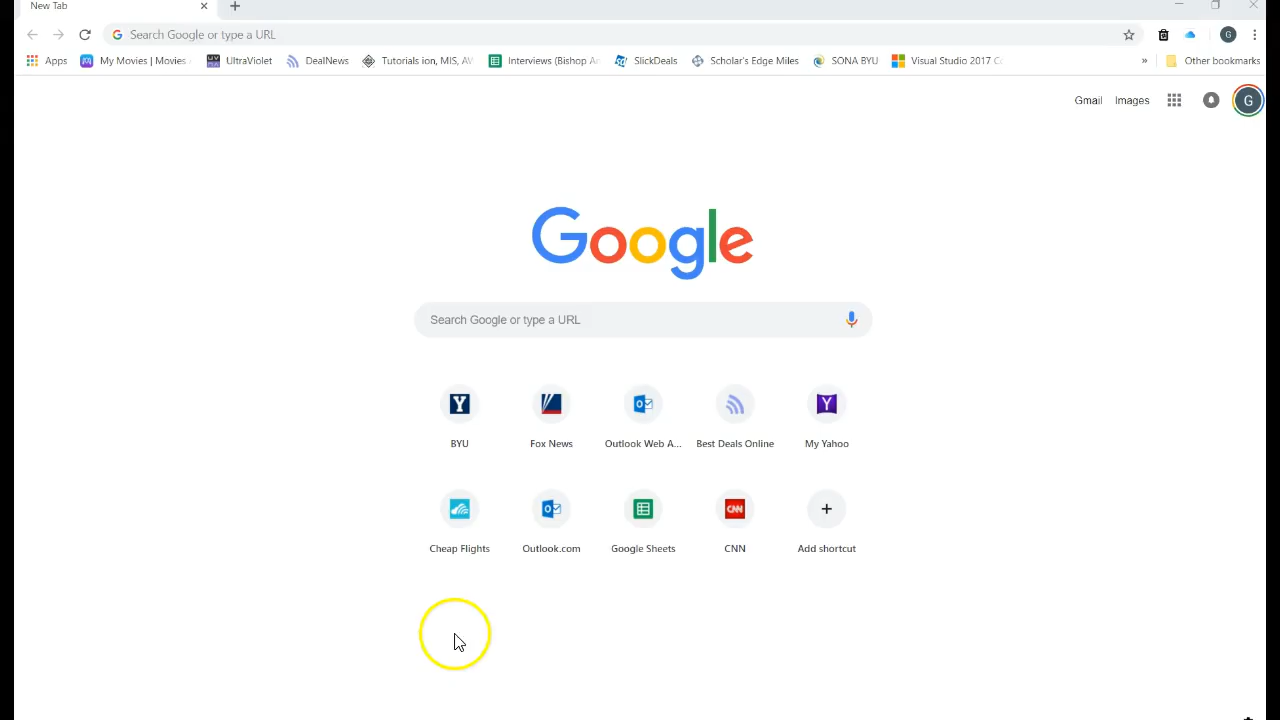 New Tab
Search Google or type a URL
G
Apps
My Movies | Movies
UltraViolet
DealNews
Tutorials ion, MIS, AV
Interviews (Bishop A
SlickDeals
Scholar's Edge Miles
SONA BYU
Visual Studio 2017 C
»
Other bookmarks
Gmail
Images
G
Google
Search Google or type a URL
BYU
Fox News
Outlook Web A...
Best Deals Online
My Yahoo
Cheap Flights
Outlook.com
Google Sheets
CNN
Add shortcut